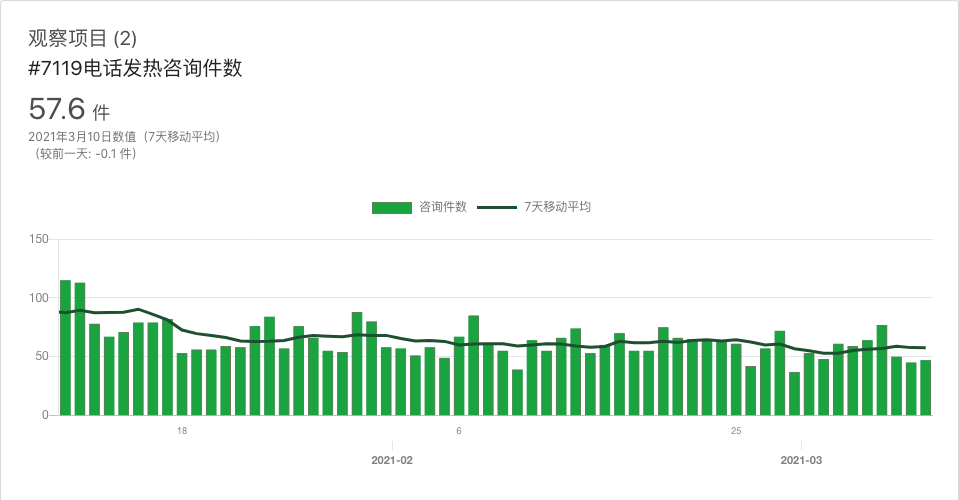 观察项目 (2)
#7119电话发热咨询件数
57.6 件
2021年3月10日数值（7天移动平均）
（较前一天: -0.1 件）
咨询件数 7天移动平均
150
100
50
0
18 6 25
2021-02 2021-03